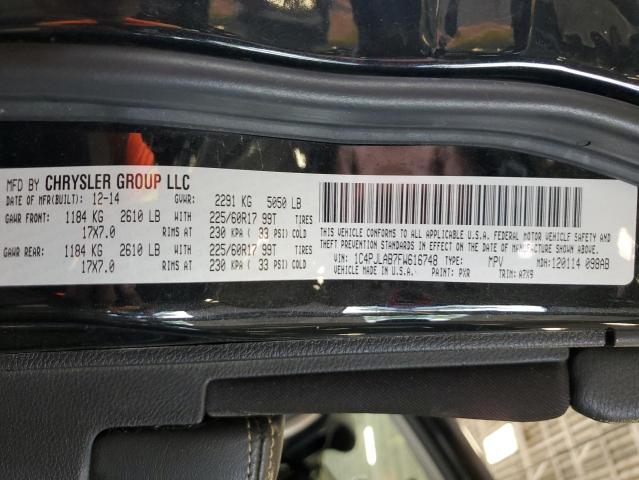 MFD BY CHRYSLER GROUP LLC
DATE OF MFR(BUILT): 12-14 GVWR: 2291 KG 5050 LB
GAWR FRONT: 1184 KG 2610 LB WITH 225/60R17 99T TIRES
17X7.0 RIMS AT 230 KPA ( 33 PSI) COLD
GAWR REAR: 1184 KG 2610 LB WITH 225/60R17 99T TIRES
17X7.0 RIMS AT 230 KPA ( 33 PSI) COLD
THIS VEHICLE CONFORMS TO ALL APPLICABLE U.S.A. FEDERAL MOTOR VEHICLE SAFETY AND
THEFT PREVENTION STANDARDS IN EFFECT ON THE DATE OF MANUFACTURE SHOWN ABOVE.
VIN: 1C4PJLAB7FW616748 TYPE: MPV MDH: 120114 098AB
MADE IN U.S.A. PAINT: PXR TRIM: A7X9